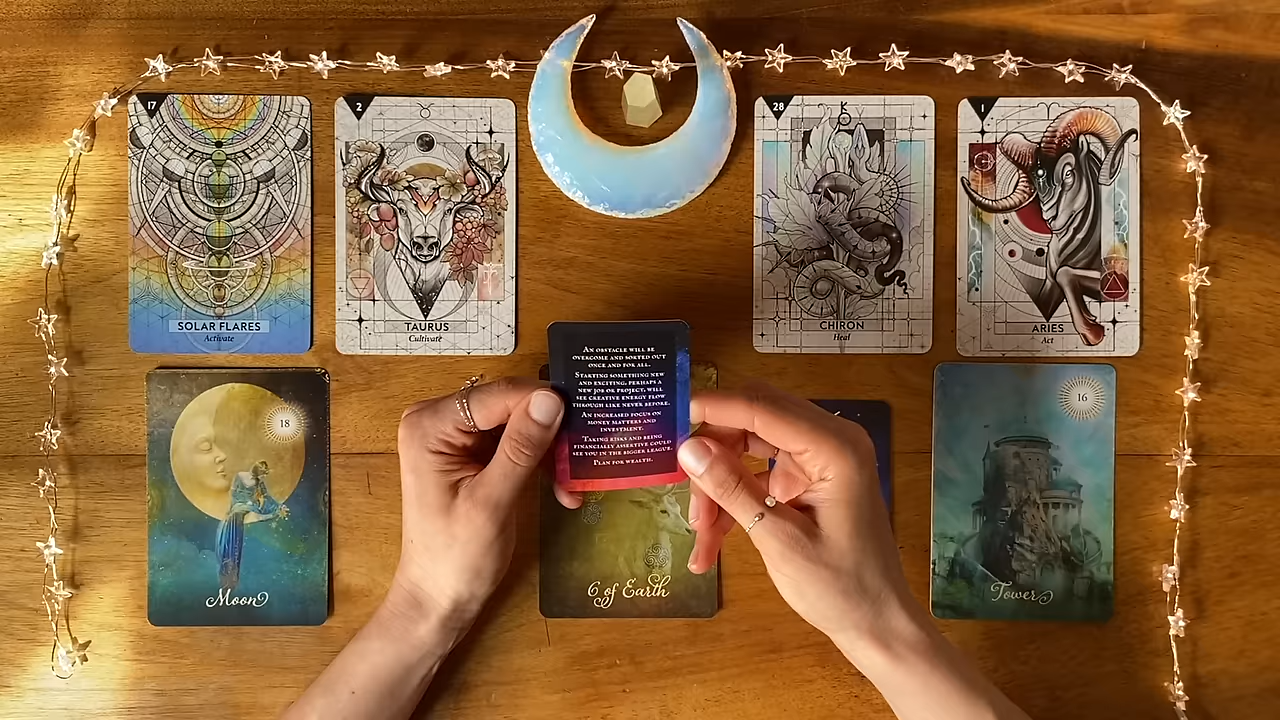 17
SOLAR FLARES
Activate
2
TAURUS
Cultivate
28
CHIRON
Heal
1
ARIES
Act
An obstacle will be
overcome and sorted out
once and for all.
Starting something new
and exciting, perhaps a
new job or project, will
see creative energy flow
through like never before.
An increased focus on
money matters and
investment.
Taking risks and being
financially assertive could
see you in the bigger league.
Plan for wealth.
18
Moon
6 of Earth
16
Tower